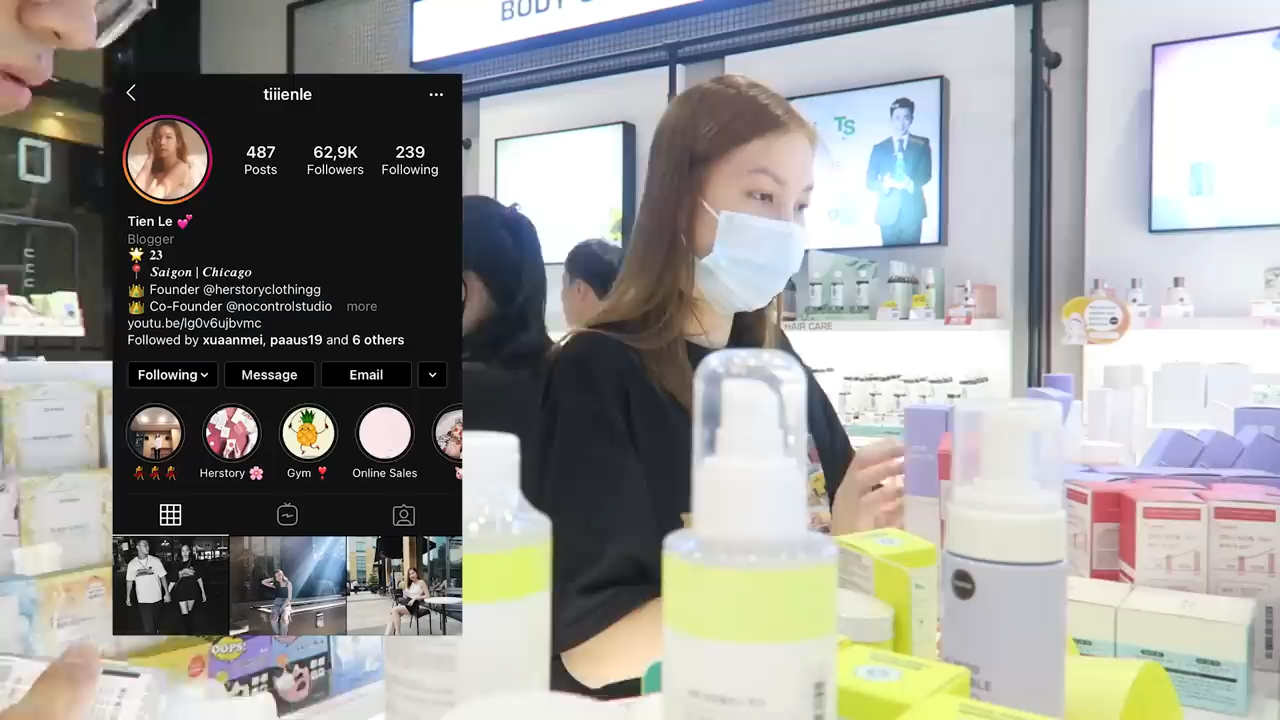 BODY
tiiienle
487
Posts
62,9K
Followers
239
Following
Tien Le 💕
Blogger
🌟 23
📍 Saigon | Chicago
👑 Founder @herstoryclothingg
👑 Co-Founder @nocontrolstudio more
youtu.be/lg0v6ujbvmc
Followed by xuaanmei, paaus19 and 6 others
Following
Message
Email
Herstory 🌸
Gym ❣️
Online Sales
TS
HAIR CARE
OOPS!